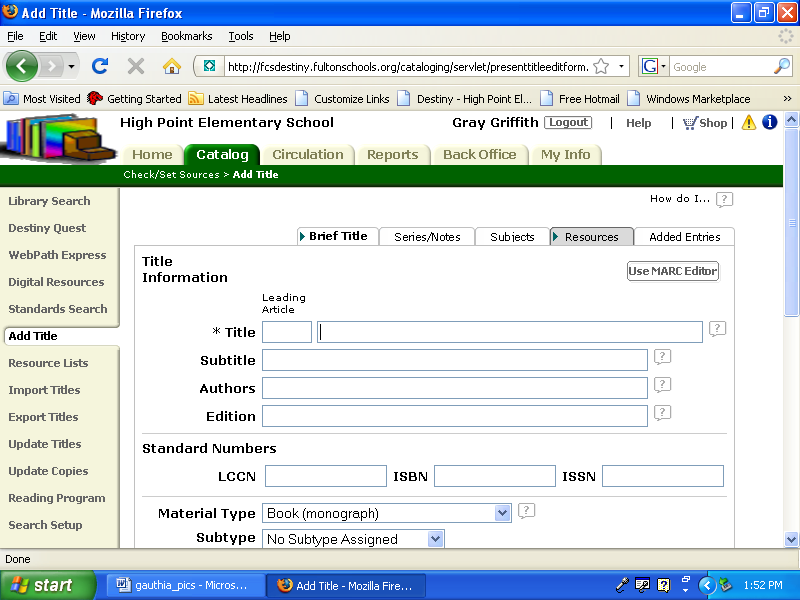 Add Title - Mozilla Firefox
File Edit View History Bookmarks Tools Help
http://fcsdestiny.fultonschools.org/cataloging/servlet/presenttitleeditform. G Google
Most Visited Getting Started Latest Headlines Customize Links Destiny - High Point El... Free Hotmail Windows Marketplace »
High Point Elementary School Gray Griffith Logout | Help | Shop |
Home Catalog Circulation Reports Back Office My Info
Check/Set Sources > Add Title
Library Search
Destiny Quest
WebPath Express
Digital Resources
Standards Search
Add Title
Resource Lists
Import Titles
Export Titles
Update Titles
Update Copies
Reading Program
Search Setup
How do I... ?
Brief Title Series/Notes Subjects Resources Added Entries
Title
Information
Use MARC Editor
Leading
Article
* Title ?
Subtitle ?
Authors ?
Edition ?
Standard Numbers
LCCN ISBN ISSN
Material Type Book (monograph) ?
Subtype No Subtype Assigned
Done
start gauthia_pics - Micros... Add Title - Mozilla Fire... 1:52 PM